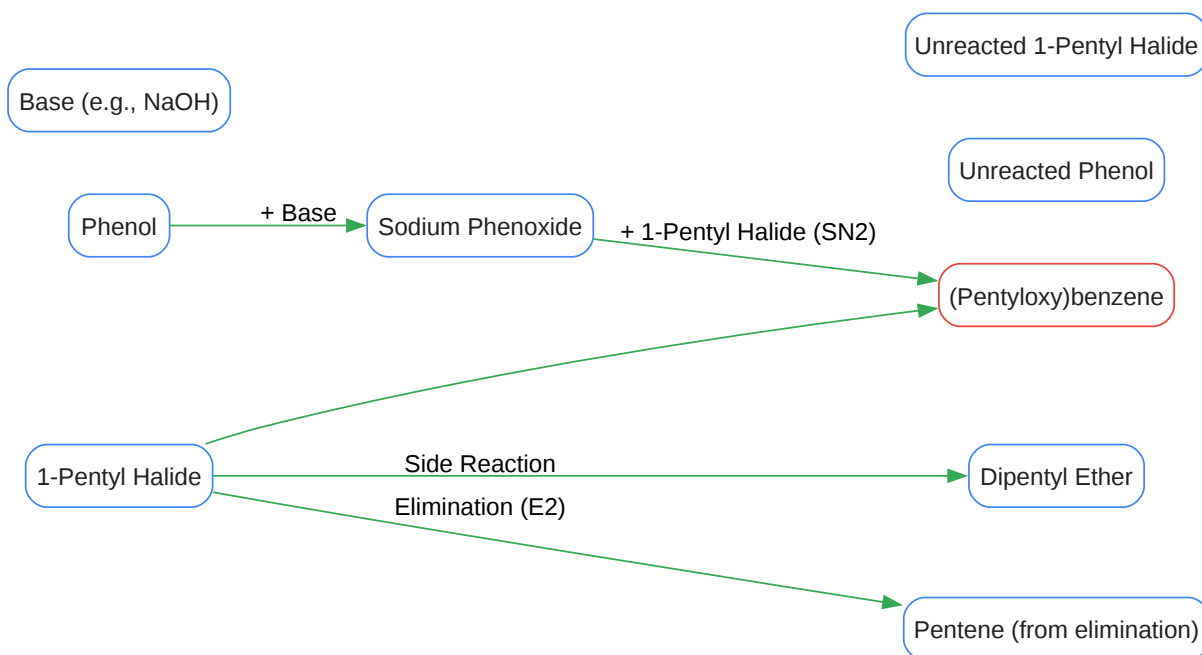 Unreacted 1-Pentyl Halide
Base (e.g., NaOH)
Unreacted Phenol
Phenol
+ Base
Sodium Phenoxide
+ 1-Pentyl Halide (SN2)
(Pentyloxy)benzene
1-Pentyl Halide
Side Reaction
Dipentyl Ether
Elimination (E2)
Pentene (from elimination)